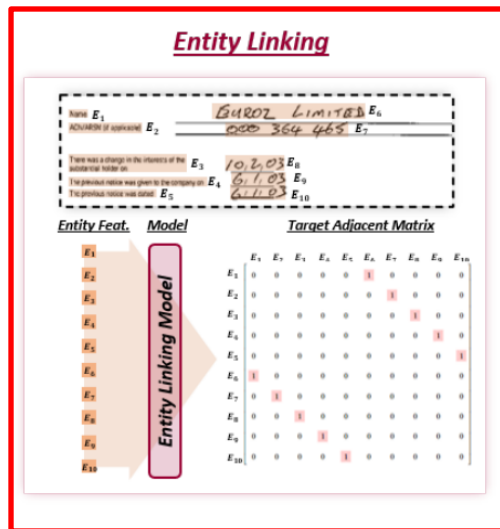 Entity Linking
Name E1 GUROZ LIMITED E6
ACN/ARSN (if applicable) E2 000 364 465 E7
There was a change in the interests of the
substantial holder on E3 10,2,03 E8
The previous notice was given to the company on E4 6,1,03 E9
The previous notice was dated E5 6,1,03 E10
Entity Feat. Model Target Adjacent Matrix
E1 E2 E3 E4 E5 E6 E7 E8 E9 E10
E1 0 0 0 0 0 1 0 0 0 0
E2 0 0 0 0 0 0 1 0 0 0
E3 0 0 0 0 0 0 0 1 0 0
E4 0 0 0 0 0 0 0 0 1 0
E5 0 0 0 0 0 0 0 0 0 1
E6 1 0 0 0 0 0 0 0 0 0
E7 0 1 0 0 0 0 0 0 0 0
E8 0 0 1 0 0 0 0 0 0 0
E9 0 0 0 1 0 0 0 0 0 0
E10 0 0 0 0 1 0 0 0 0 0
E1
E2
E3
E4
E5
E6
E7
E8
E9
E10
Entity Linking Model